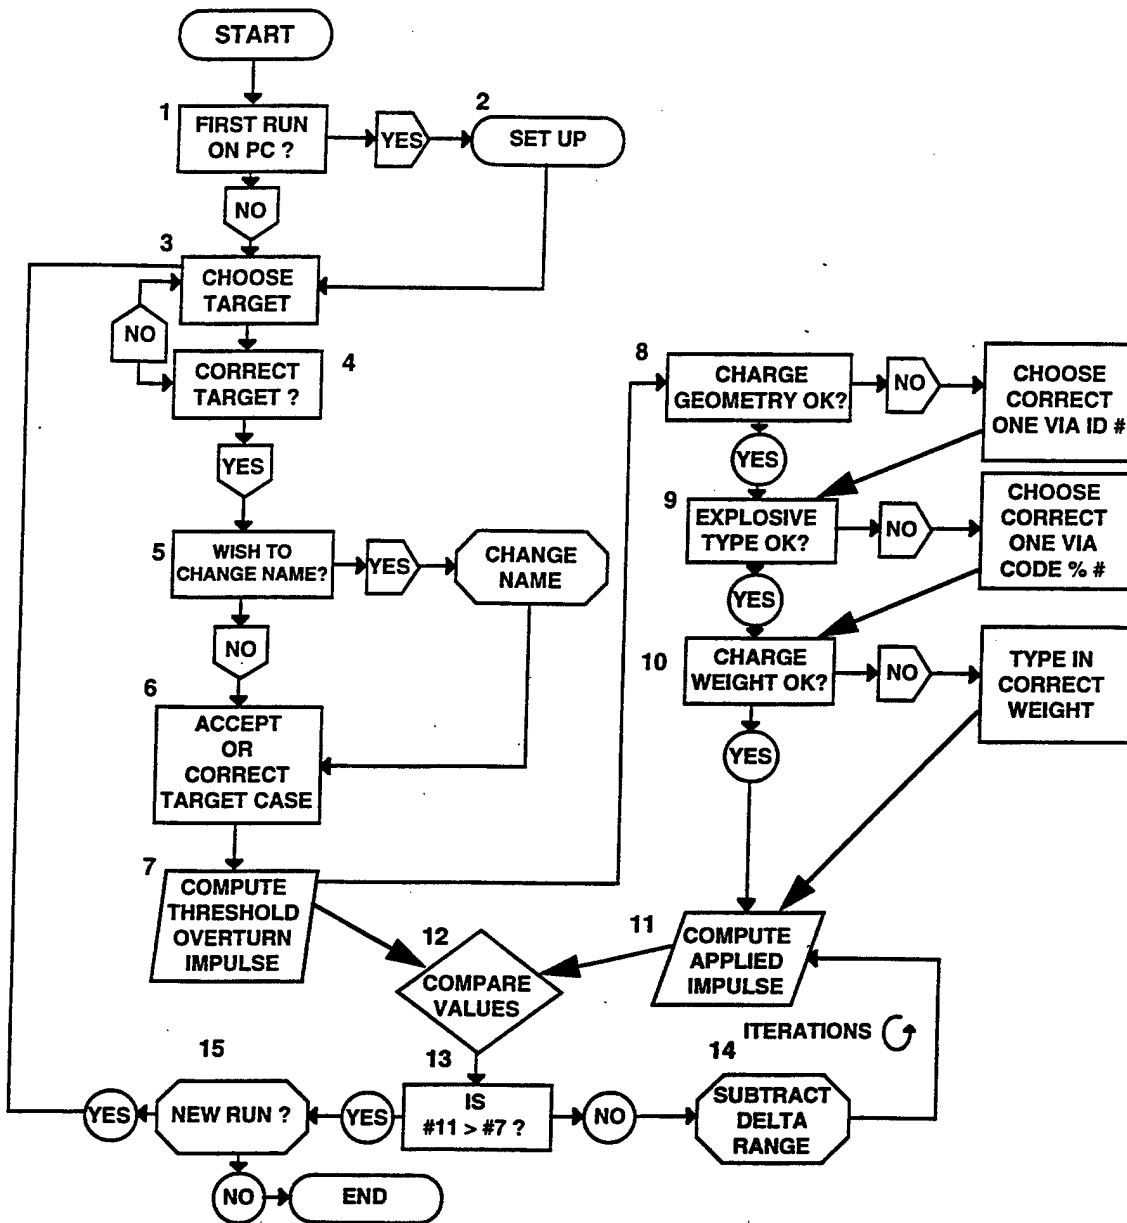 START
1
FIRST RUN
ON PC ?
YES
2
SET UP
NO
3
CHOOSE
TARGET
NO
4
CORRECT
TARGET ?
YES
5
WISH TO
CHANGE NAME?
YES
CHANGE
NAME
NO
6
ACCEPT
OR
CORRECT
TARGET CASE
7
COMPUTE
THRESHOLD
OVERTURN
IMPULSE
8
CHARGE
GEOMETRY OK?
NO
CHOOSE
CORRECT
ONE VIA ID #
YES
9
EXPLOSIVE
TYPE OK?
NO
CHOOSE
CORRECT
ONE VIA
CODE % #
YES
10
CHARGE
WEIGHT OK?
NO
TYPE IN
CORRECT
WEIGHT
YES
11
COMPUTE
APPLIED
IMPULSE
12
COMPARE
VALUES
ITERATIONS
13
IS
#11 > #7 ?
NO
14
SUBTRACT
DELTA
RANGE
YES
15
NEW RUN ?
YES
NO
END